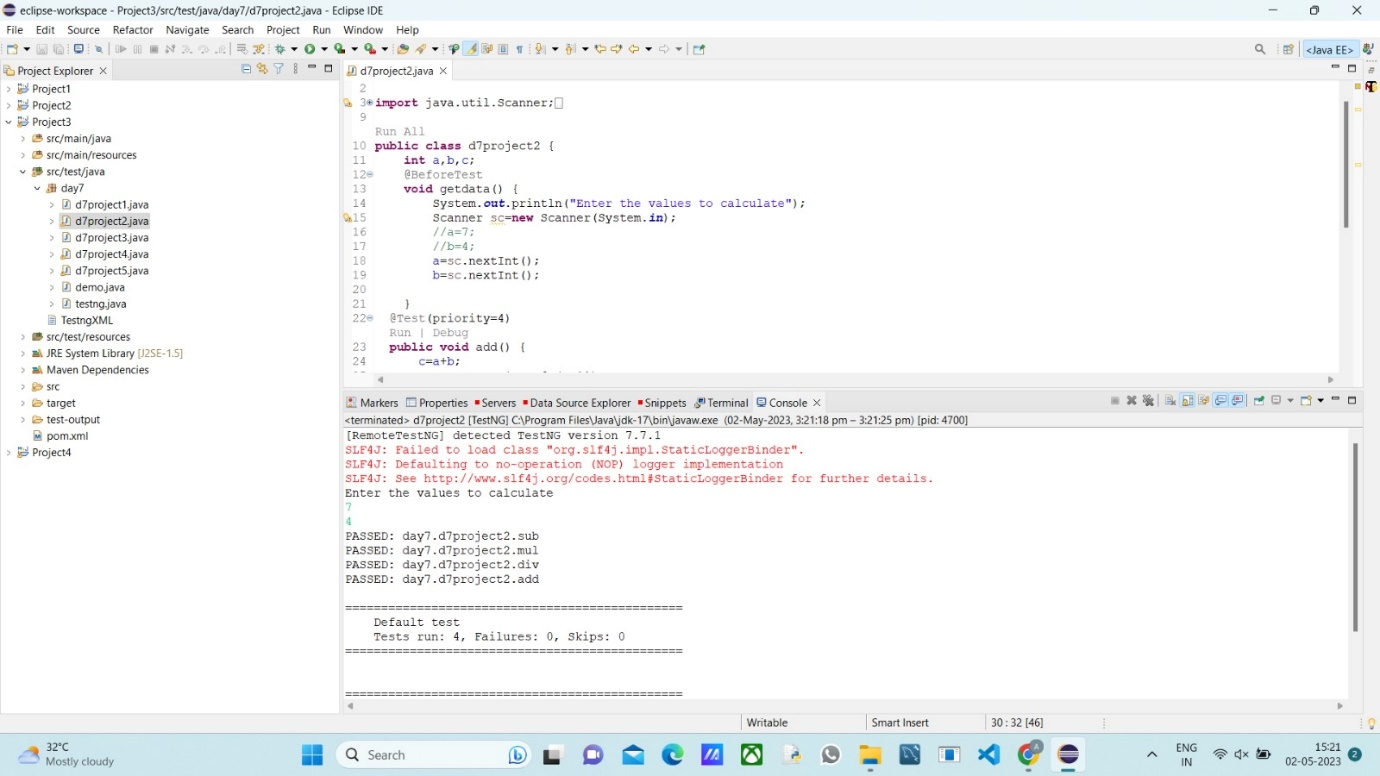 eclipse-workspace - Project3/src/test/java/day7/d7project2.java - Eclipse IDE
File Edit Source Refactor Navigate Search Project Run Window Help
<Java EE>
Project Explorer
Project1
Project2
Project3
src/main/java
src/main/resources
src/test/java
day7
d7project1.java
d7project2.java
d7project3.java
d7project4.java
d7project5.java
demo.java
testng.java
TestngXML
src/test/resources
JRE System Library [J2SE-1.5]
Maven Dependencies
src
target
test-output
pom.xml
Project4
d7project2.java
2
3 import java.util.Scanner;
9
Run All
10 public class d7project2 {
11 int a,b,c;
12 @BeforeTest
13 void getdata() {
14 System.out.println("Enter the values to calculate");
15 Scanner sc=new Scanner(System.in);
16 //a=7;
17 //b=4;
18 a=sc.nextInt();
19 b=sc.nextInt();
20
21 }
22 @Test(priority=4)
Run | Debug
23 public void add() {
24 c=a+b;
Markers Properties Servers Data Source Explorer Snippets Terminal Console
<terminated> d7project2 [TestNG] C:\Program Files\Java\jdk-17\bin\javaw.exe (02-May-2023, 3:21:18 pm – 3:21:25 pm) [pid: 4700]
[RemoteTestNG] detected TestNG version 7.7.1
SLF4J: Failed to load class "org.slf4j.impl.StaticLoggerBinder".
SLF4J: Defaulting to no-operation (NOP) logger implementation
SLF4J: See http://www.slf4j.org/codes.html#StaticLoggerBinder for further details.
Enter the values to calculate
7
4
PASSED: day7.d7project2.sub
PASSED: day7.d7project2.mul
PASSED: day7.d7project2.div
PASSED: day7.d7project2.add
===============================================
Default test
Tests run: 4, Failures: 0, Skips: 0
===============================================
===============================================
Writable Smart Insert 30 : 32 [46]
32°C
Mostly cloudy
Search
ENG
IN
15:21
02-05-2023
2